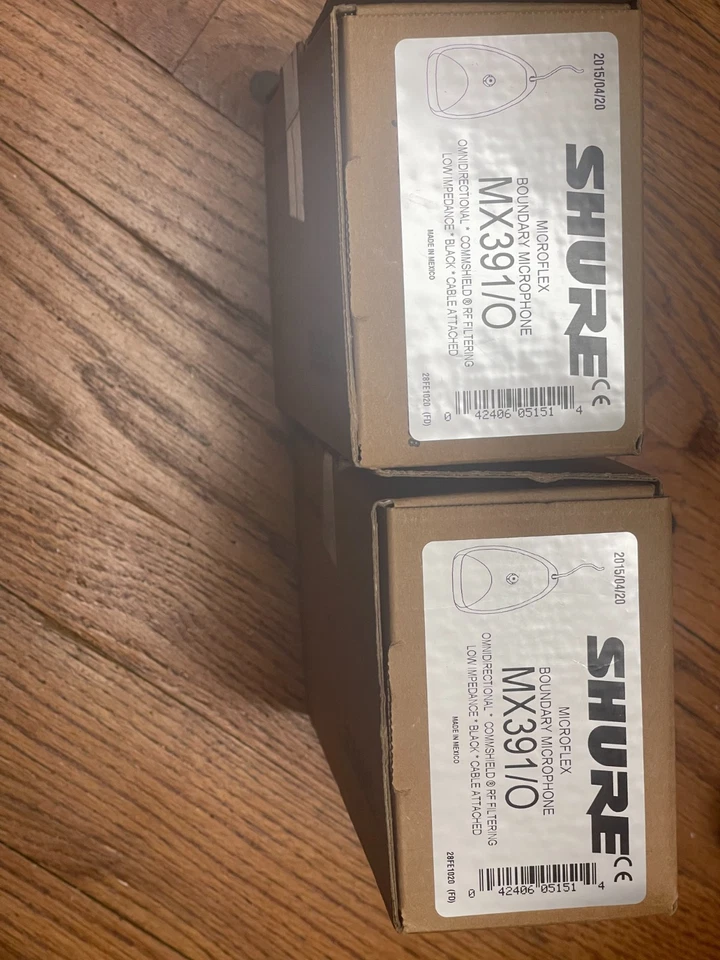 2015/04/20
SHURE
CE
MICROFLEX
BOUNDARY MICROPHONE
MX391/O
OMNIDIRECTIONAL * COMMSHIELD ® RF FILTERING
LOW IMPEDANCE * BLACK * CABLE ATTACHED
MADE IN MEXICO
42406 05151 4
28FE1020 (FD)
2015/04/20
SHURE
CE
MICROFLEX
BOUNDARY MICROPHONE
MX391/O
OMNIDIRECTIONAL * COMMSHIELD ® RF FILTERING
LOW IMPEDANCE * BLACK * CABLE ATTACHED
MADE IN MEXICO
42406 05151 4
28FE1020 (FD)